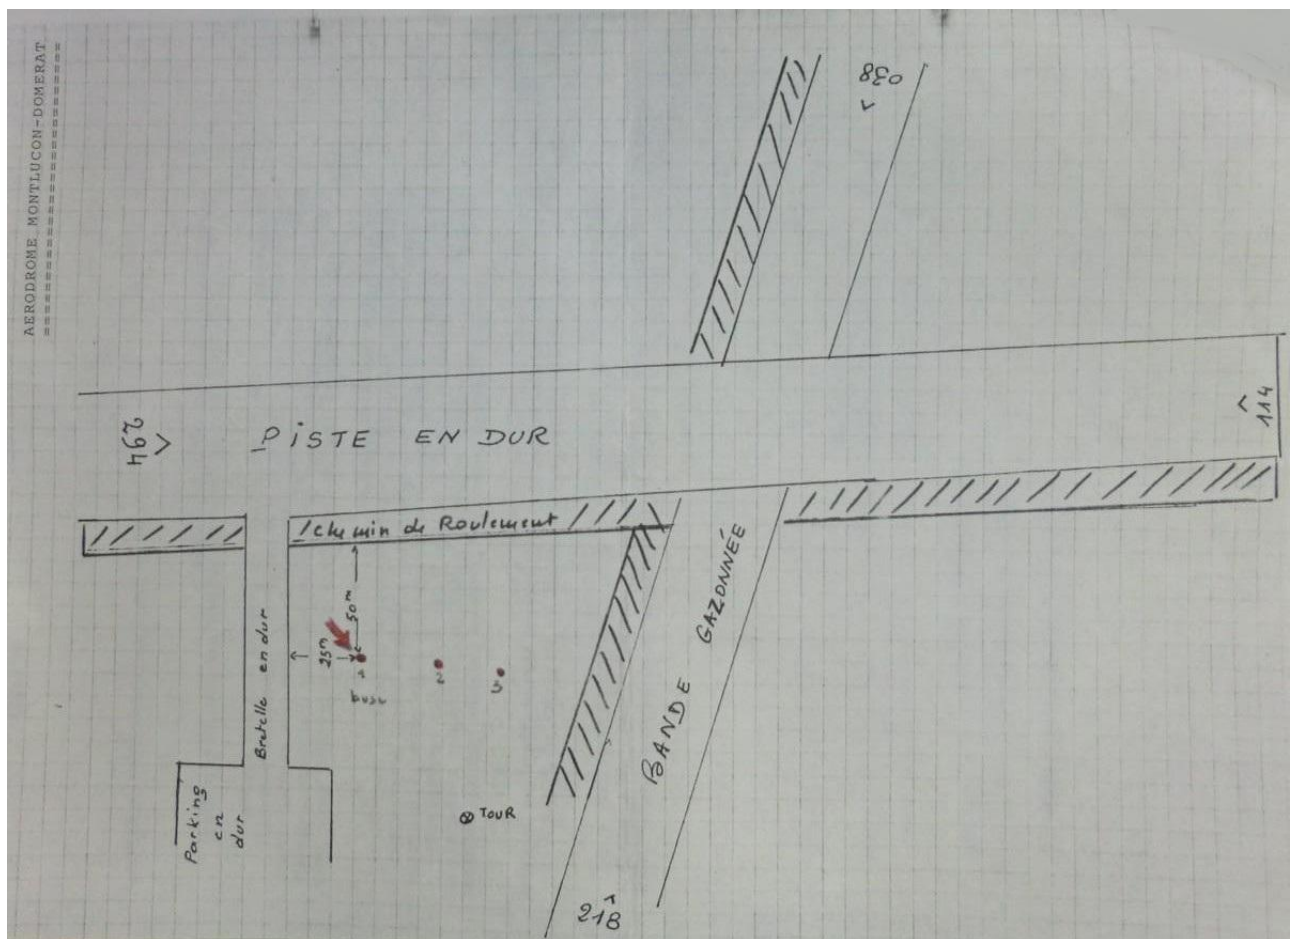 AERODROME MONTLUCON-DOMERAT
038
PISTE EN DUR
294
114
Chemin de Roulement
50m
25m
1
2
3
Bretelle en dur
BANDE GAZONNÉE
Parking
en
dur
TOUR
218